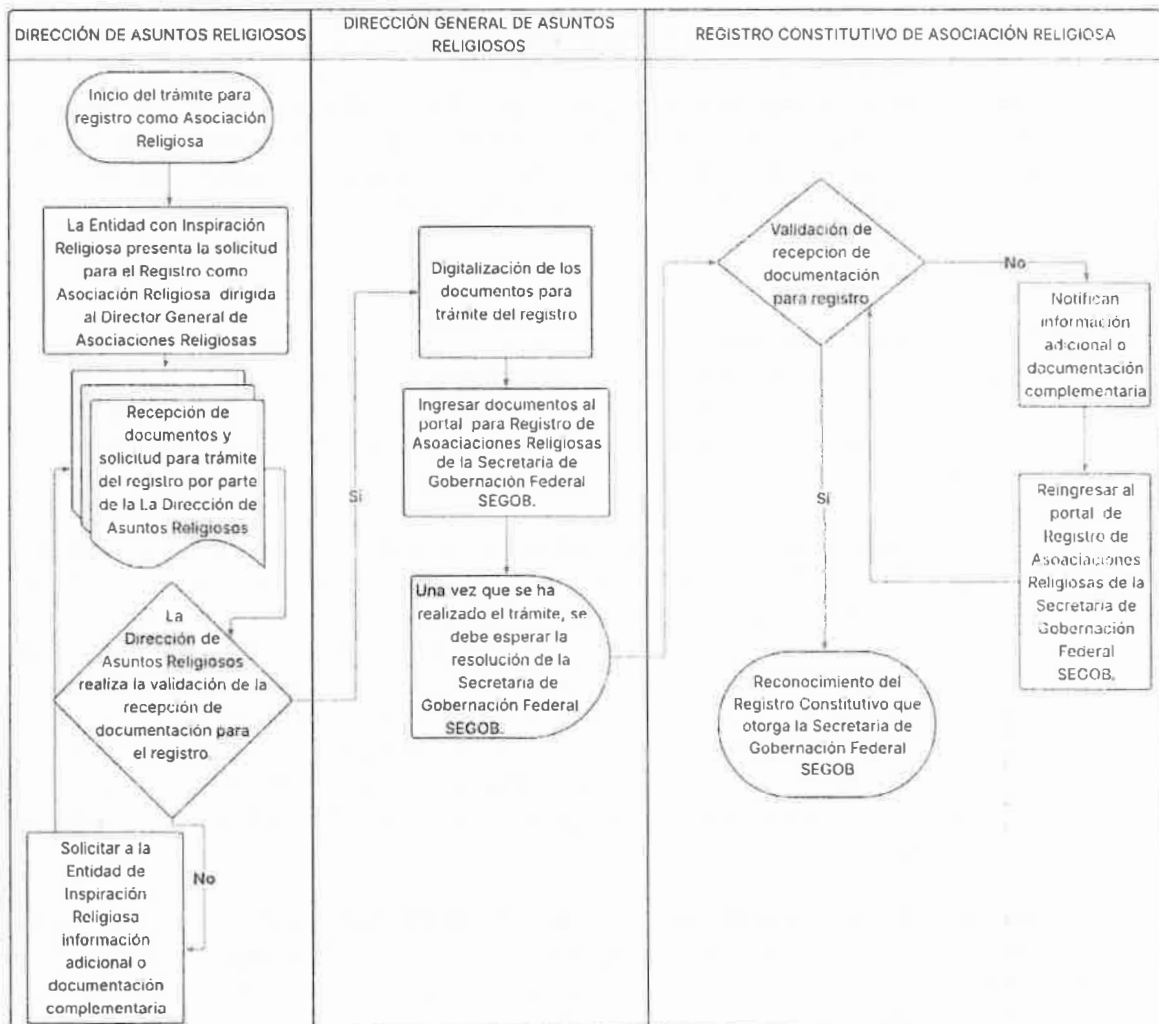 DIRECCIÓN DE ASUNTOS RELIGIOSOS
DIRECCIÓN GENERAL DE ASUNTOS
RELIGIOSOS
REGISTRO CONSTITUTIVO DE ASOCIACIÓN RELIGIOSA
Inicio del trámite para
registro como Asociación
Religiosa
La Entidad con Inspiración
Religiosa presenta la solicitud
para el Registro como
Asociación Religiosa dirigida
al Director General de
Asociaciones Religiosas
Recepción de
documentos y
solicitud para trámite
del registro por parte
de la La Dirección de
Asuntos Religiosos
La
Dirección de
Asuntos Religiosos
realiza la validación de la
recepción de
documentación para
el registro
No
Solicitar a la
Entidad de
Inspiración
Religiosa
información
adicional o
documentación
complementaria
Sí
Digitalización de los
documentos para
trámite del registro
Ingresar documentos al
portal para Registro de
Asoaciaciones Religiosas
de la Secretaría de
Gobernación Federal
SEGOB.
Una vez que se ha
realizado el trámite, se
debe esperar la
resolución de la
Secretaría de
Gobernación Federal
SEGOB.
Validación de
recepción de
documentación
para registro
No
Notifican
información
adicional o
documentación
complementaria
Reingresar al
portal de
Registro de
Asoaciaciones
Religiosas de la
Secretaría de
Gobernación
Federal
SEGOB.
Sí
Reconocimiento del
Registro Constitutivo que
otorga la Secretaría de
Gobernación Federal
SEGOB